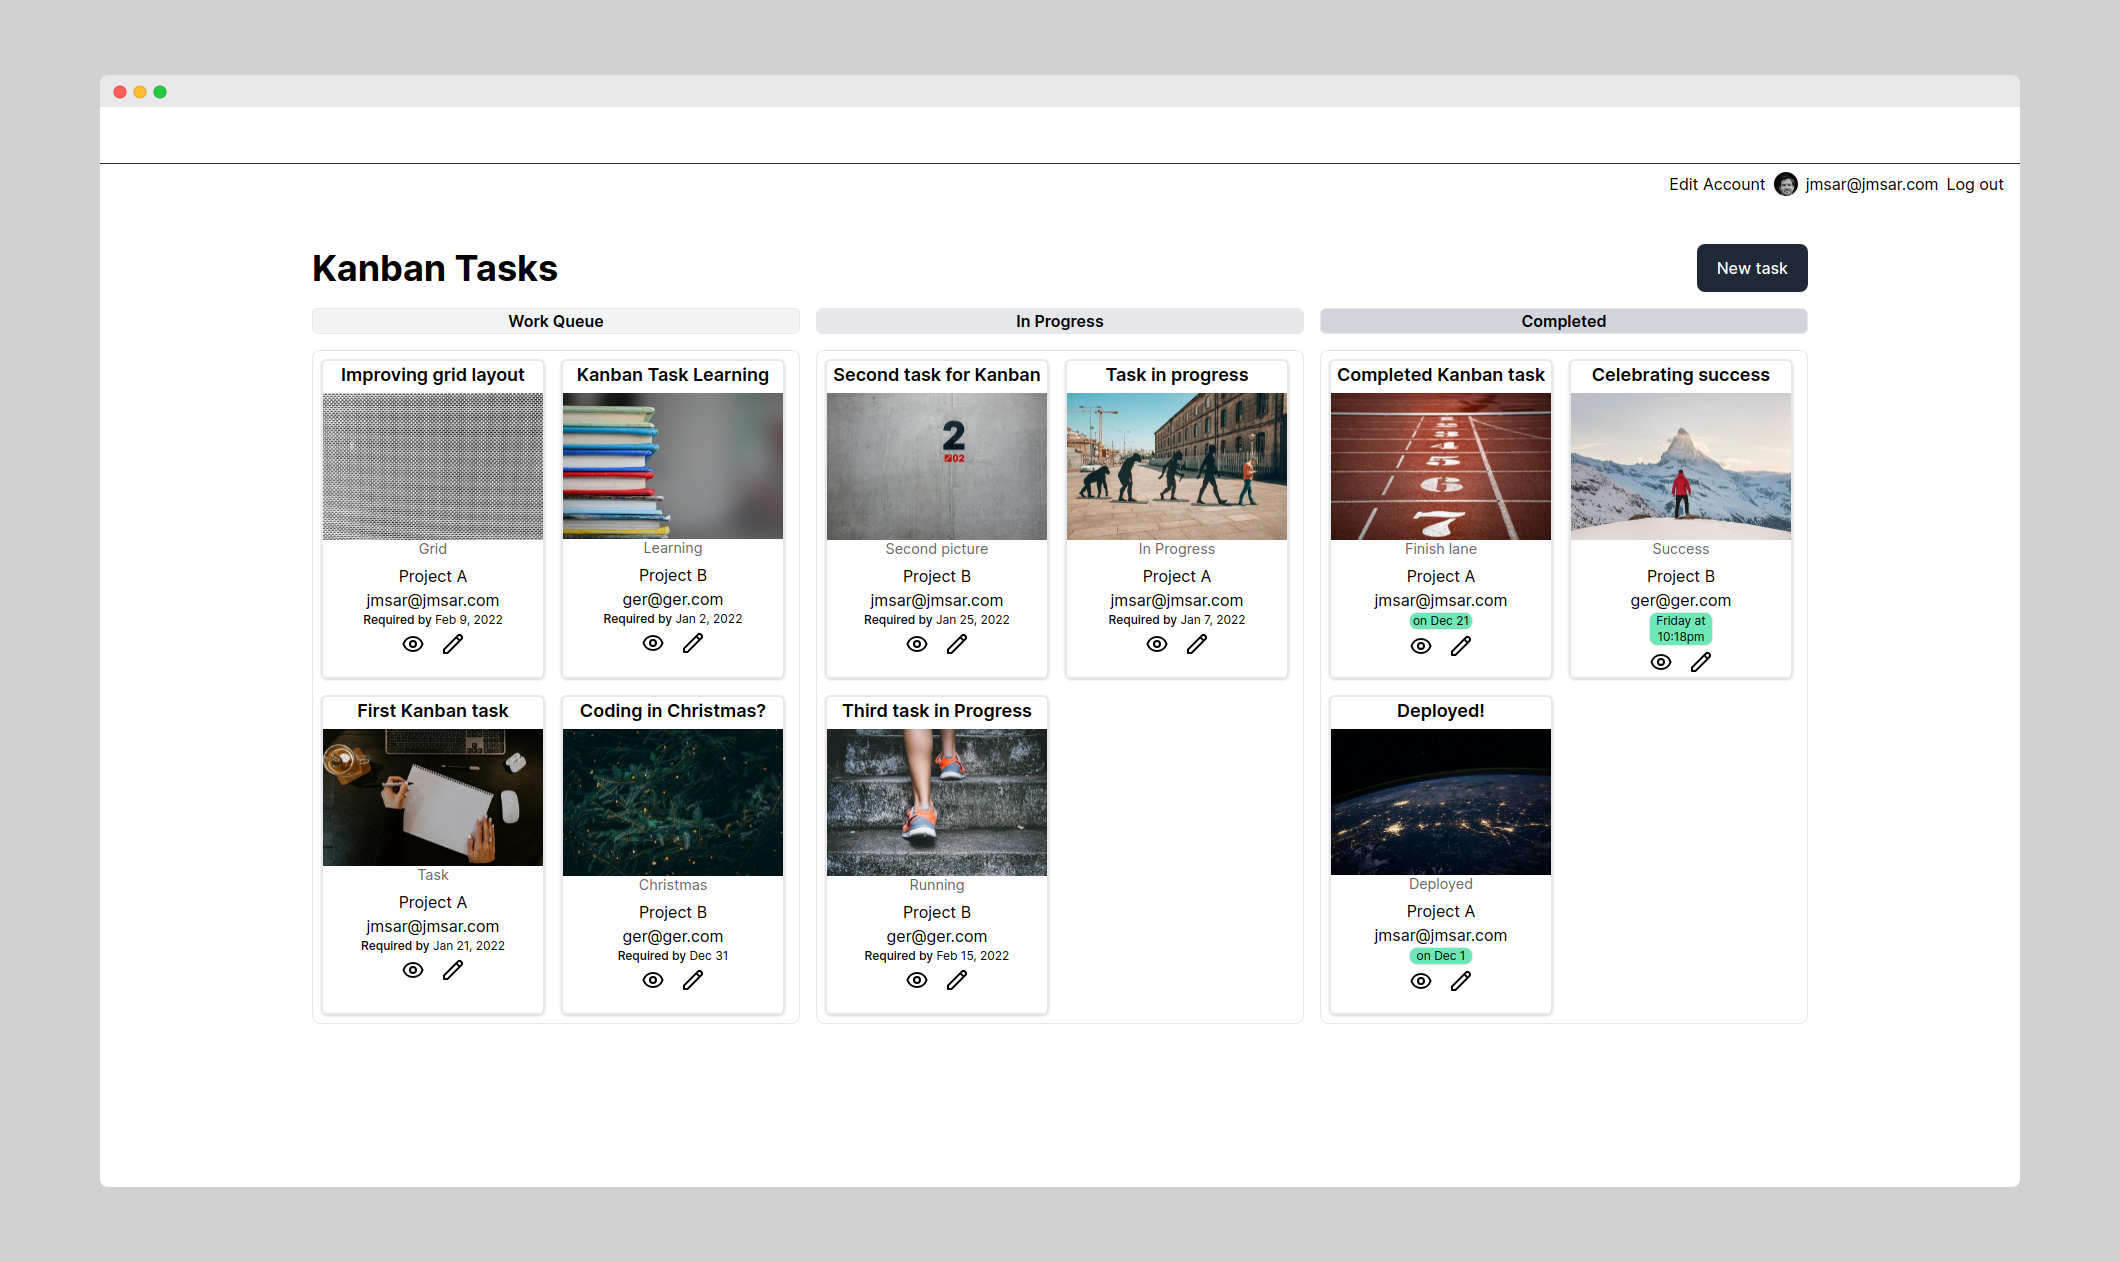 Edit Account jmsar@jmsar.com Log out
Kanban Tasks
New task
Work Queue
Improving grid layout
Grid
Project A
jmsar@jmsar.com
Required by Feb 9, 2022
Kanban Task Learning
Learning
Project B
ger@ger.com
Required by Jan 2, 2022
First Kanban task
Task
Project A
jmsar@jmsar.com
Required by Jan 21, 2022
Coding in Christmas?
Christmas
Project B
ger@ger.com
Required by Dec 31
In Progress
Second task for Kanban
2
02
Second picture
Project B
jmsar@jmsar.com
Required by Jan 25, 2022
Task in progress
In Progress
Project A
jmsar@jmsar.com
Required by Jan 7, 2022
Third task in Progress
Running
Project B
ger@ger.com
Required by Feb 15, 2022
Completed
Completed Kanban task
4
5
6
7
Finish lane
Project A
jmsar@jmsar.com
on Dec 21
Celebrating success
Success
Project B
ger@ger.com
Friday at
10:18pm
Deployed!
Deployed
Project A
jmsar@jmsar.com
on Dec 1